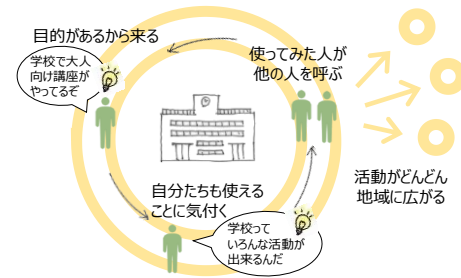 目的があるから来る
学校で大人
向け講座が
やってるぞ
使ってみた人が
他の人を呼ぶ
自分たちも使える
ことに気付く
学校って
いろんな活動が
出来るんだ
活動がどんどん
地域に広がる